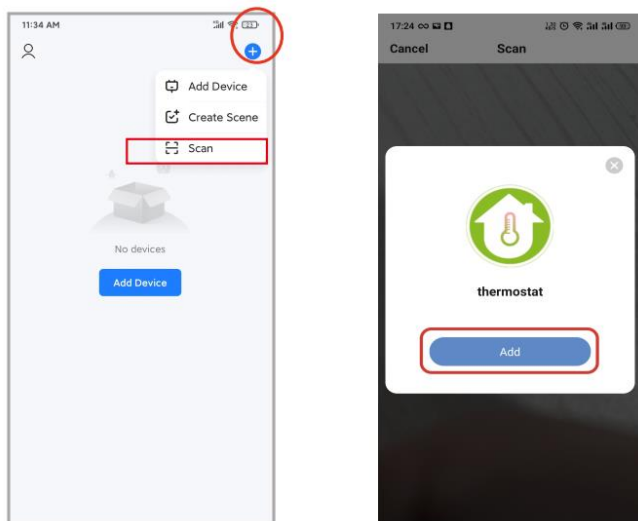 11:34 AM
Add Device
Create Scene
Scan
No devices
Add Device
17:24
Cancel Scan
thermostat
Add